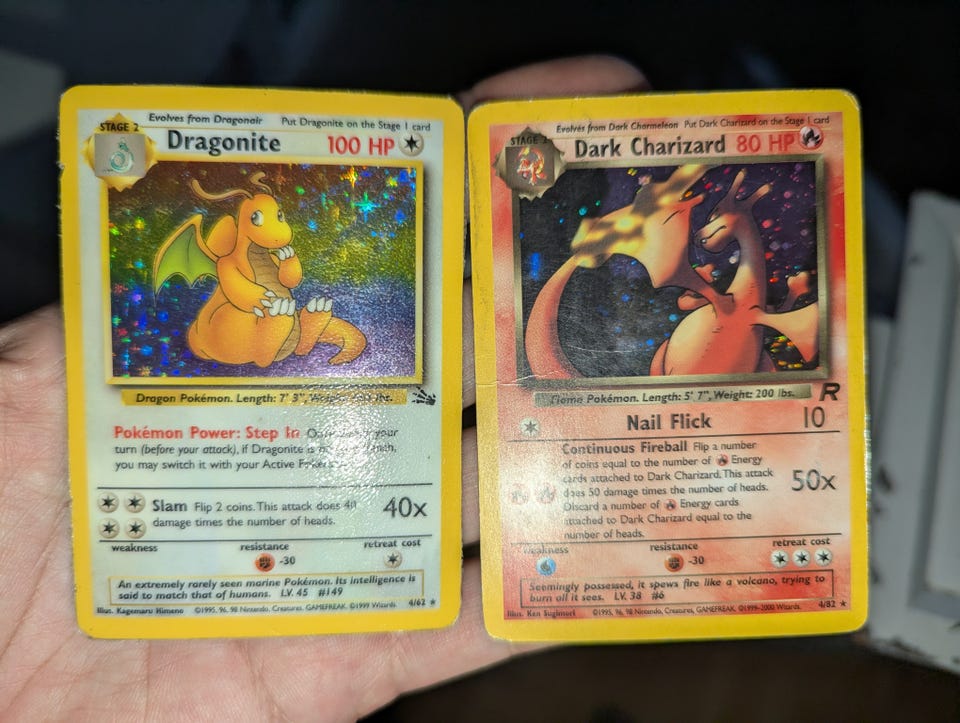 STAGE 2
Evolves from Dragonair
Put Dragonite on the Stage 1 card
Dragonite
100 HP
Dragon Pokémon. Length: 7' 3", lbs.
Pokémon Power: Step In your
turn (before your attack), if Dragonite is
you may switch it with your Active
Slam Flip 2 coins. This attack does 40
damage times the number of heads.
40x
weakness
resistance
retreat cost
-30
An extremely rarely seen marine Pokémon. Its intelligence is
said to match that of humans. LV. 45 #149
Illus. Kagemaru Himeno
©1995, 96, 98 Nintendo, Creatures, GAMEFREAK. ©1999 Wizards.
4/62 ★
STAGE
Evolves from Dark Charmeleon
Put Dark Charizard on the Stage 1 card
Dark Charizard
80 HP
Flame Pokémon. Length: 5' 7", Weight: 200 lbs.
R
Nail Flick
10
Continuous Fireball Flip a number
of coins equal to the number of Energy
cards attached to Dark Charizard. This attack
does 50 damage times the number of heads.
Discard a number of Energy cards
attached to Dark Charizard equal to the
number of heads.
50x
weakness
resistance
retreat cost
-30
Seemingly possessed, it spews fire like a volcano, trying to
burn all it sees. LV. 38 #6
Illus. Ken Sugimori
©1995, 96, 98 Nintendo, Creatures, GAMEFREAK. ©1999-2000 Wizards.
4/82 ★